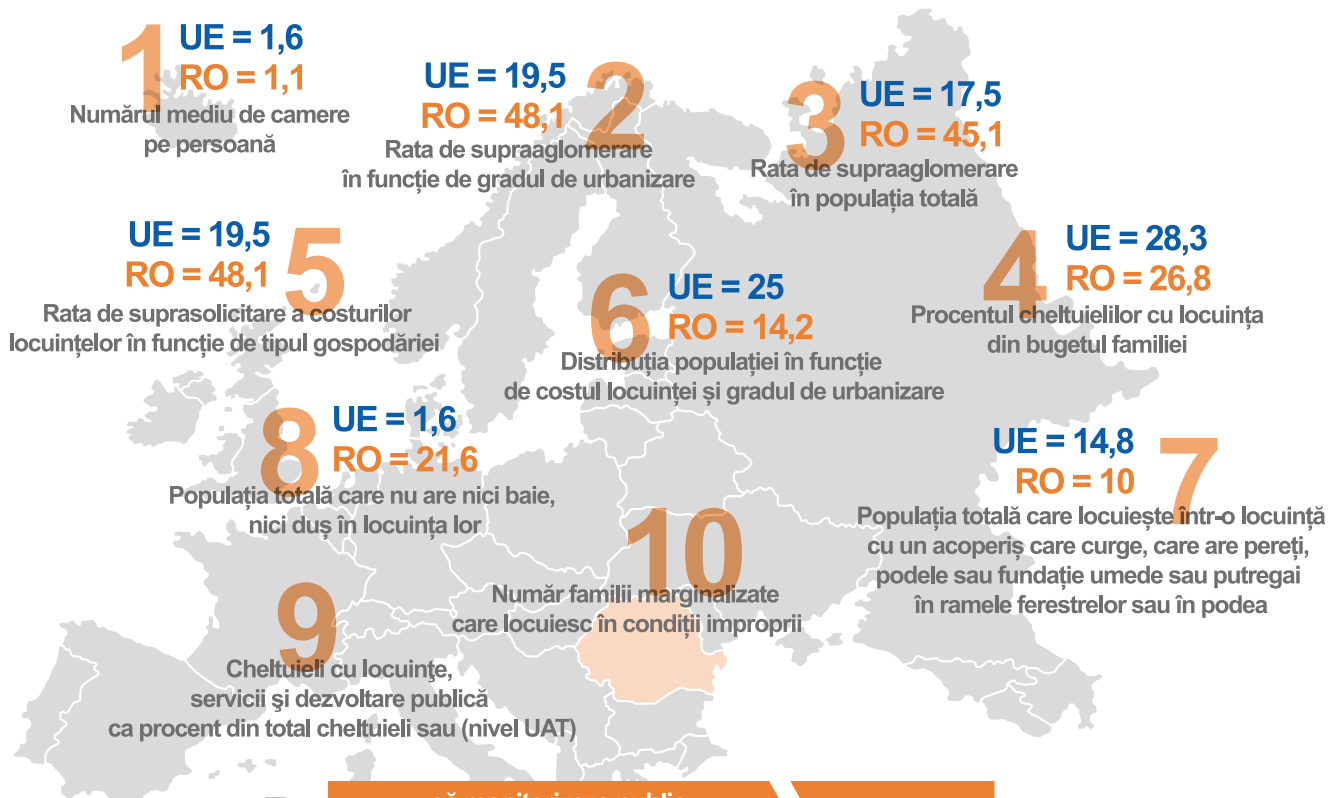 1
UE = 1,6
RO = 1,1
Numărul mediu de camere
pe persoană
2
UE = 19,5
RO = 48,1
Rata de supraaglomerare
în funcție de gradul de urbanizare
3
UE = 17,5
RO = 45,1
Rata de supraaglomerare
în populația totală
4
UE = 28,3
RO = 26,8
Procentul cheltuielilor cu locuința
din bugetul familiei
5
UE = 19,5
RO = 48,1
Rata de suprasolicitare a costurilor
locuințelor în funcție de tipul gospodăriei
6
UE = 25
RO = 14,2
Distribuția populației în funcție
de costul locuinței și gradul de urbanizare
7
UE = 14,8
RO = 10
Populația totală care locuiește într-o locuință
cu un acoperiș care curge, care are pereți,
podele sau fundație umede sau putregai
în ramele ferestrelor sau în podea
8
UE = 1,6
RO = 21,6
Populația totală care nu are nici baie,
nici duș în locuința lor
9
Cheltuieli cu locuinţe,
servicii şi dezvoltare publică
ca procent din total cheltuieli sau (nivel UAT)
10
Număr familii marginalizate
care locuiesc în condiții improprii